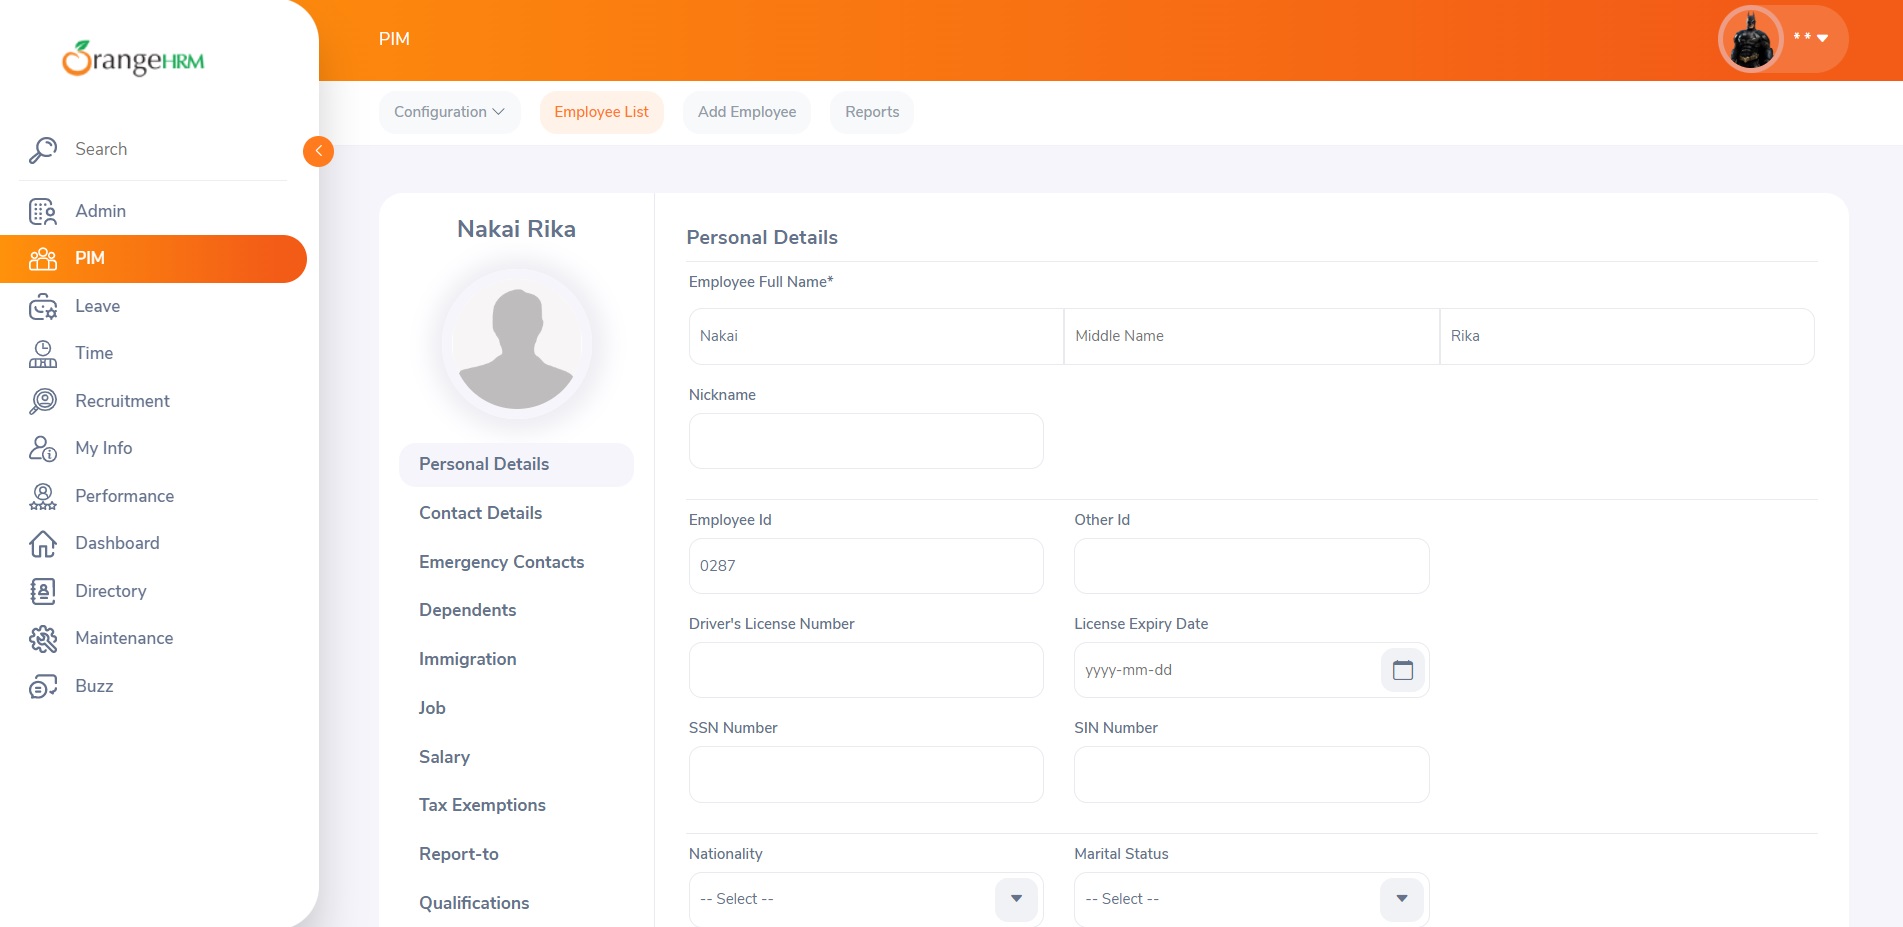 OrangeHRM
Search
Admin
PIM
Leave
Time
Recruitment
My Info
Performance
Dashboard
Directory
Maintenance
Buzz
PIM
* *
Configuration
Employee List
Add Employee
Reports
Nakai Rika
Personal Details
Contact Details
Emergency Contacts
Dependents
Immigration
Job
Salary
Tax Exemptions
Report-to
Qualifications
Personal Details
Employee Full Name*
Nakai
Middle Name
Rika
Nickname
Employee Id
Other Id
0287
Driver's License Number
License Expiry Date
yyyy-mm-dd
SSN Number
SIN Number
Nationality
Marital Status
-- Select --
-- Select --